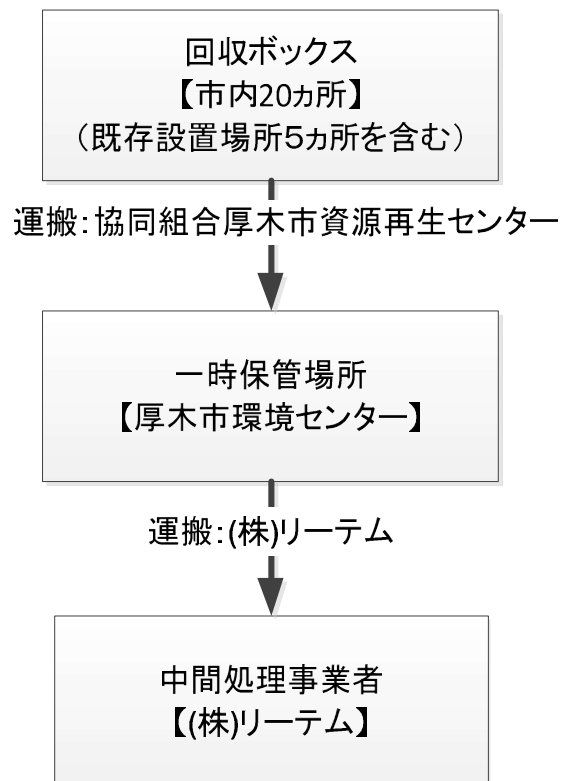 回収ボックス
【市内20ヵ所】
（既存設置場所５ヵ所を含む）
運搬：協同組合厚木市資源再生センター
一時保管場所
【厚木市環境センター】
運搬：(株)リーテム
中間処理事業者
【(株)リーテム】